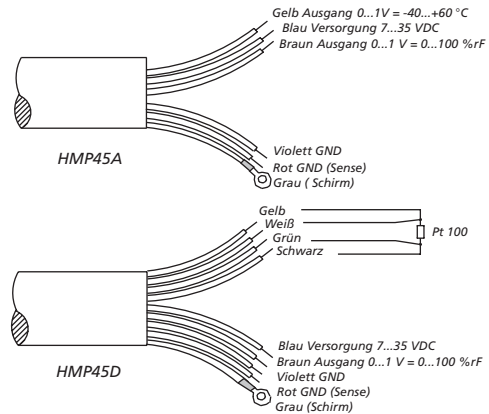 Gelb Ausgang 0...1V = -40...+60 °C
Blau Versorgung 7...35 VDC
Braun Ausgang 0...1 V = 0...100 %rF
Violett GND
Rot GND (Sense)
Grau ( Schirm)
HMP45A
Gelb
Weiß
Grün
Schwarz
Pt 100
Blau Versorgung 7...35 VDC
Braun Ausgang 0...1 V = 0...100 %rF
Violett GND
Rot GND (Sense)
Grau (Schirm)
HMP45D